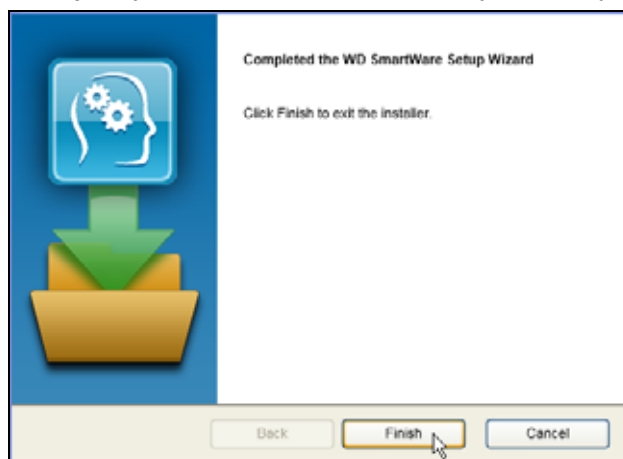 Completed the WD SmartWare Setup Wizard
Click Finish to exit the installer.
Back
Finish
Cancel